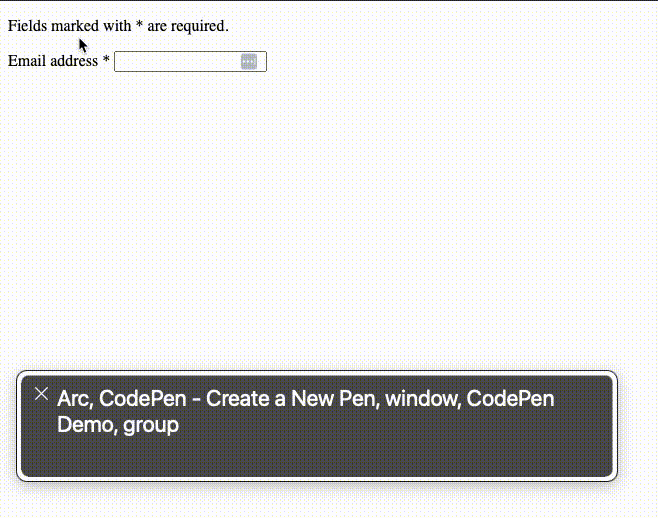 Fields marked with * are required.
Email address *
Arc, CodePen - Create a New Pen, window, CodePen
Demo, group